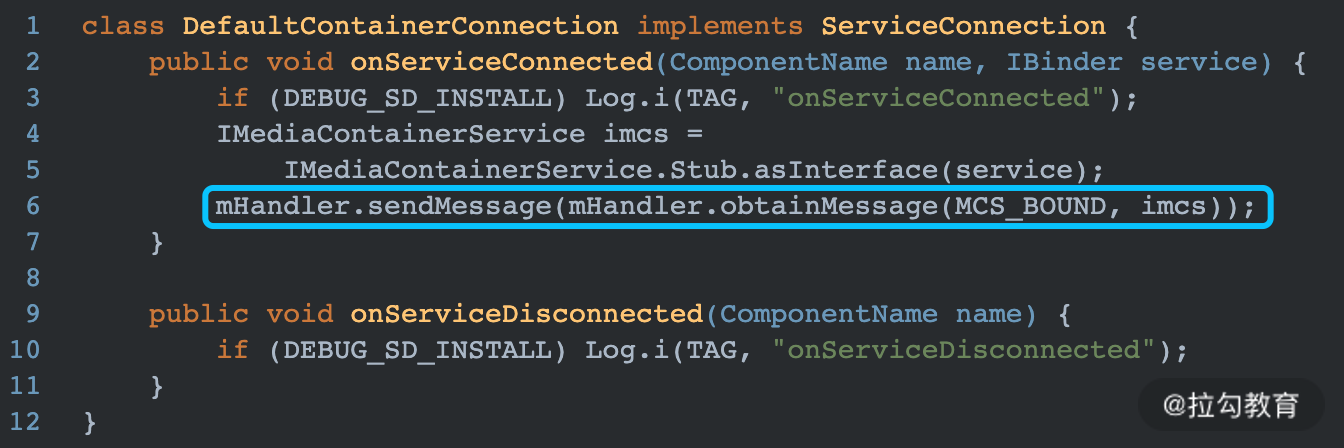 1 class DefaultContainerConnection implements ServiceConnection {
2 public void onServiceConnected(ComponentName name, IBinder service) {
3 if (DEBUG_SD_INSTALL) Log.i(TAG, "onServiceConnected");
4 IMediaContainerService imcs =
5 IMediaContainerService.Stub.asInterface(service);
6 mHandler.sendMessage(mHandler.obtainMessage(MCS_BOUND, imcs));
7 }
8
9 public void onServiceDisconnected(ComponentName name) {
10 if (DEBUG_SD_INSTALL) Log.i(TAG, "onServiceDisconnected");
11 }
12 }
@拉勾教育